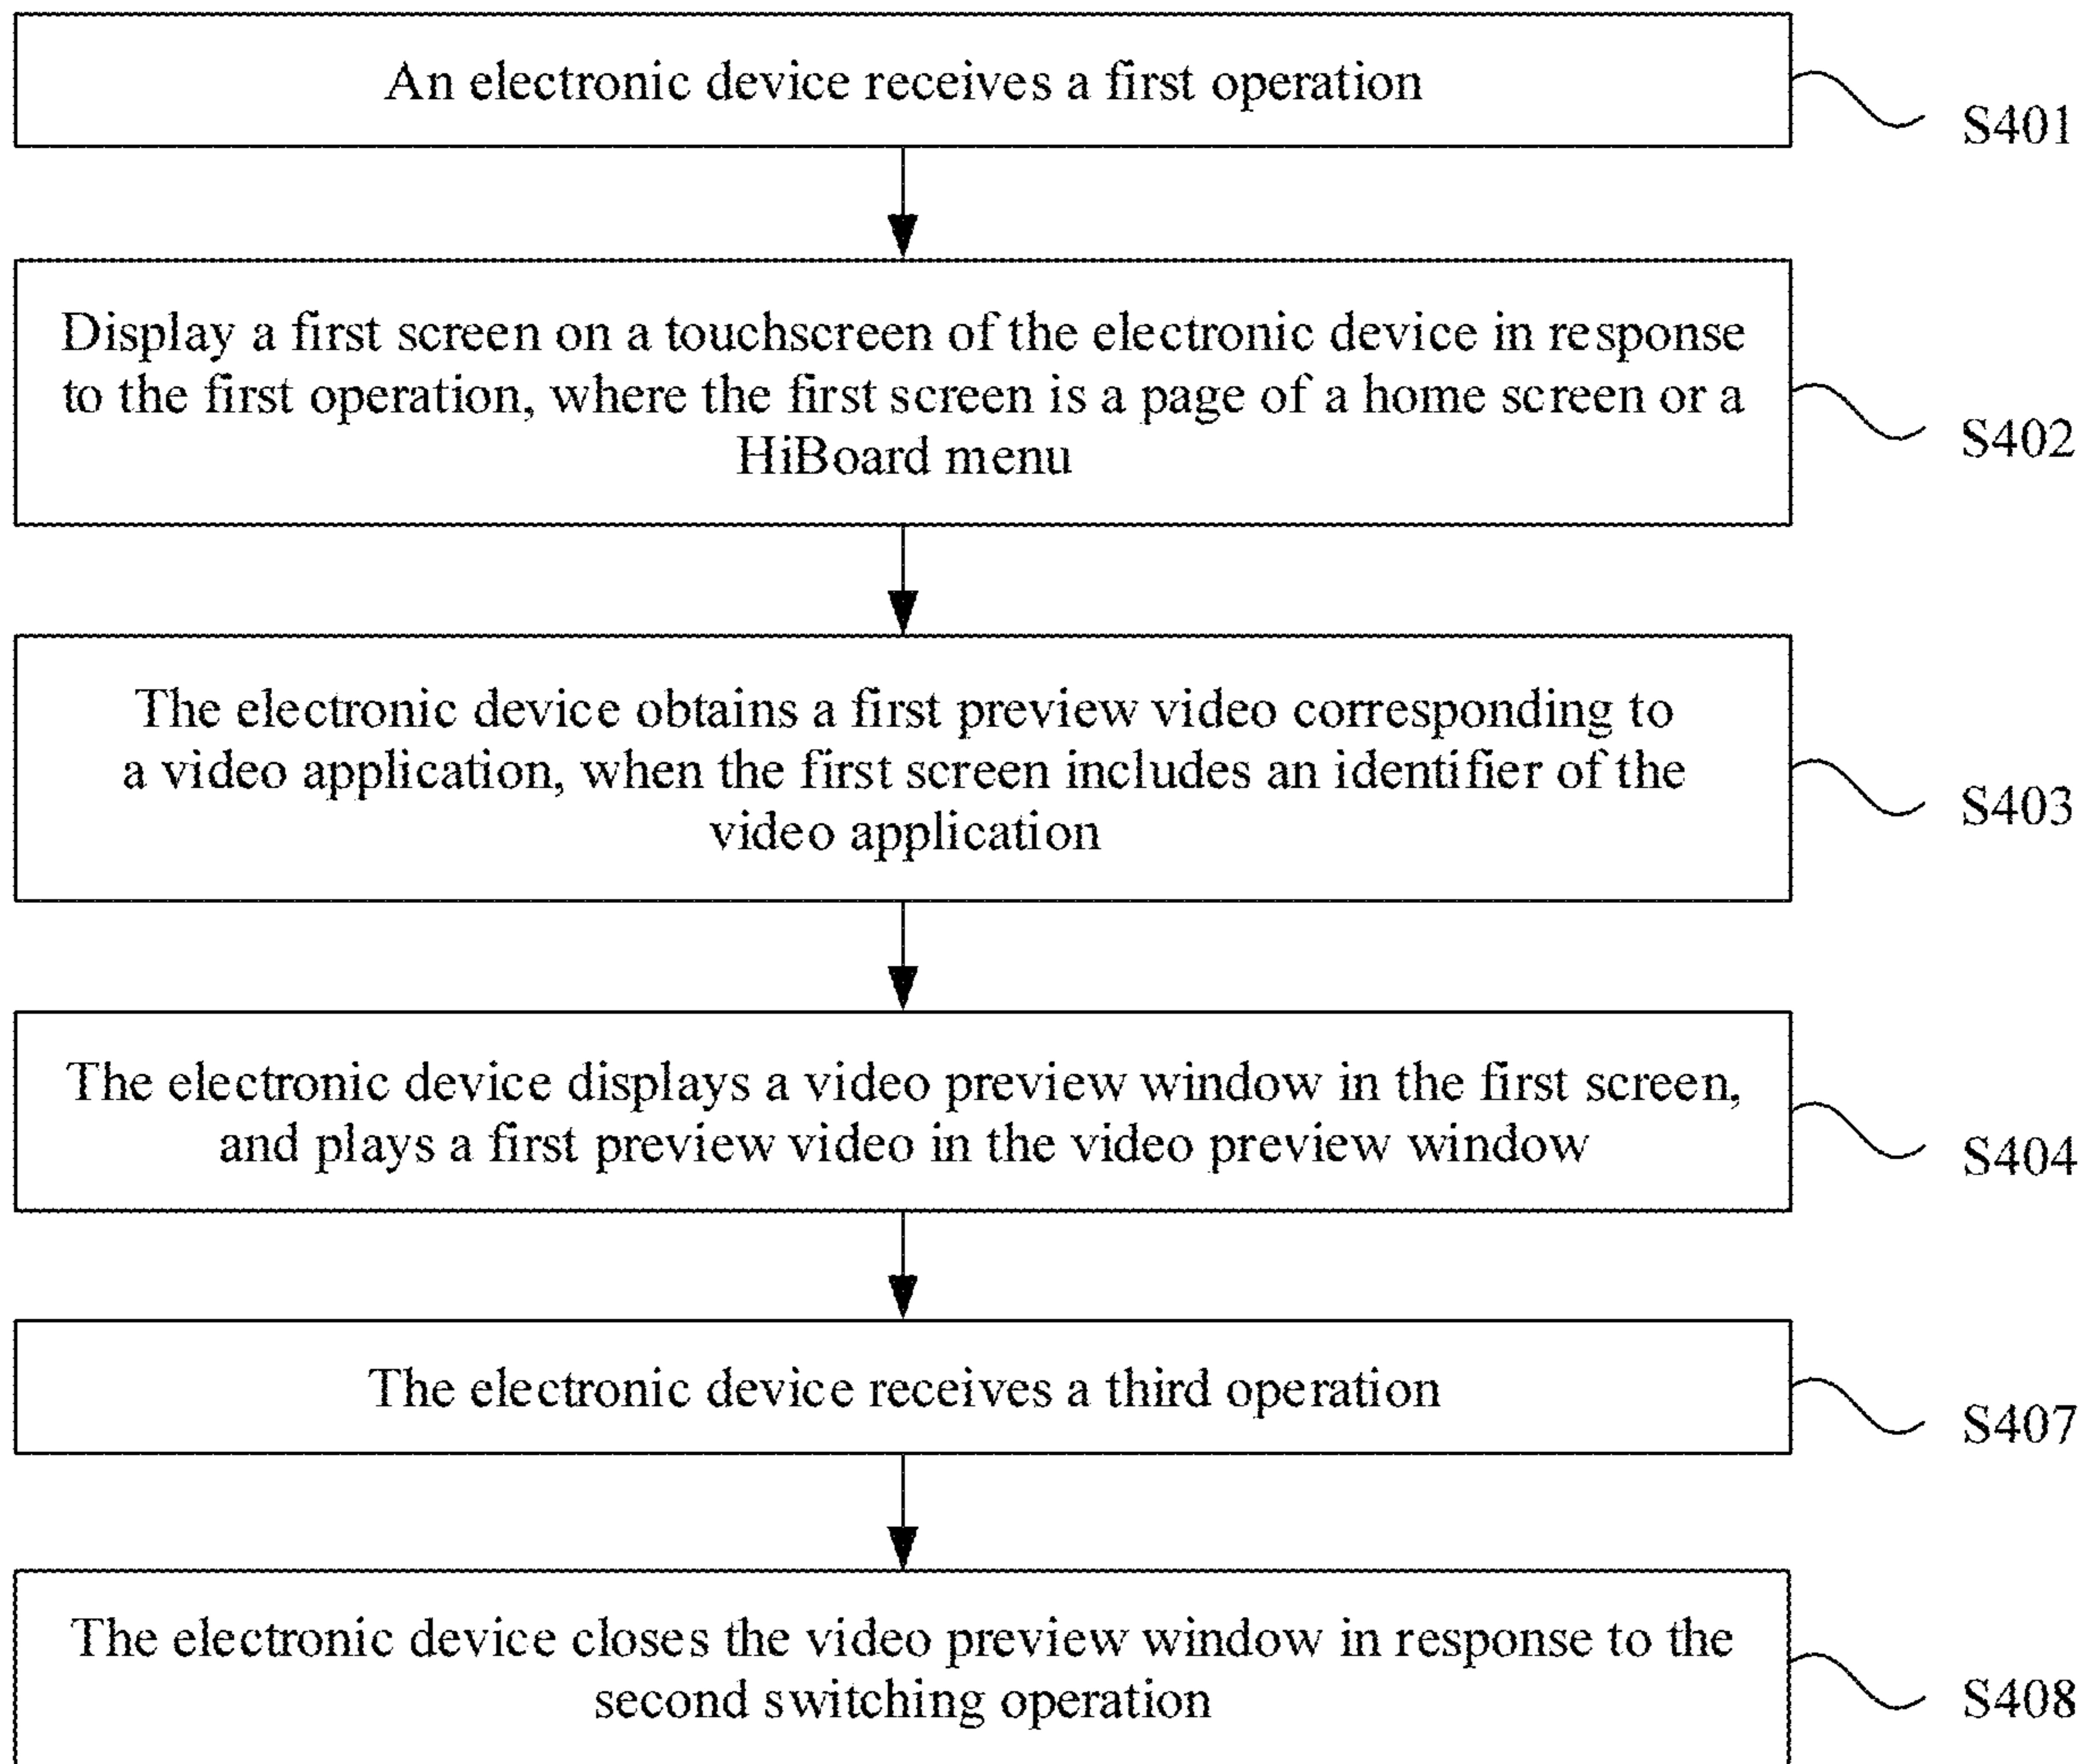 An electronic device receives a first operation
S401
Display a first screen on a touchscreen of the electronic device in response
to the first operation, where the first screen is a page of a home screen or a
HiBoard menu
S402
The electronic device obtains a first preview video corresponding to
a video application, when the first screen includes an identifier of the
video application
S403
The electronic device displays a video preview window in the first screen,
and plays a first preview video in the video preview window
S404
The electronic device receives a third operation
S407
The electronic device closes the video preview window in response to the
second switching operation
S408